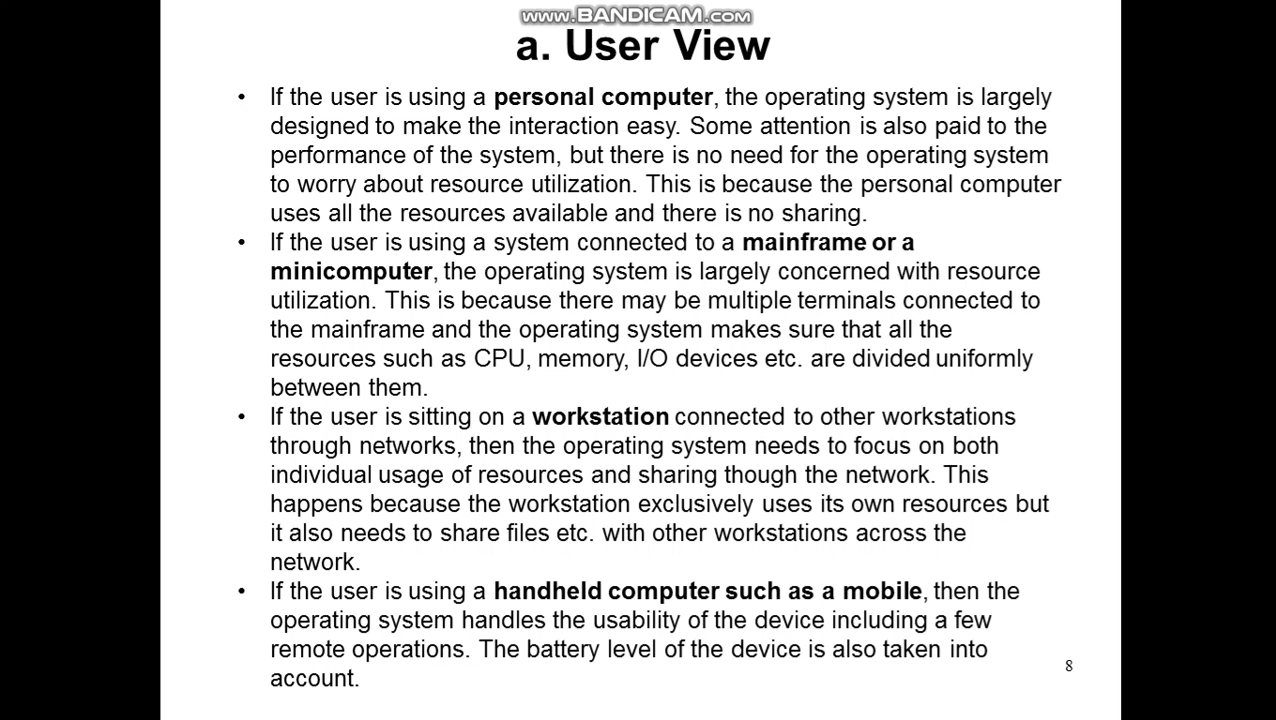 www.BANDICAM.com
a. User View
• If the user is using a personal computer, the operating system is largely
designed to make the interaction easy. Some attention is also paid to the
performance of the system, but there is no need for the operating system
to worry about resource utilization. This is because the personal computer
uses all the resources available and there is no sharing.
• If the user is using a system connected to a mainframe or a
minicomputer, the operating system is largely concerned with resource
utilization. This is because there may be multiple terminals connected to
the mainframe and the operating system makes sure that all the
resources such as CPU, memory, I/O devices etc. are divided uniformly
between them.
• If the user is sitting on a workstation connected to other workstations
through networks, then the operating system needs to focus on both
individual usage of resources and sharing though the network. This
happens because the workstation exclusively uses its own resources but
it also needs to share files etc. with other workstations across the
network.
• If the user is using a handheld computer such as a mobile, then the
operating system handles the usability of the device including a few
remote operations. The battery level of the device is also taken into
account.
8